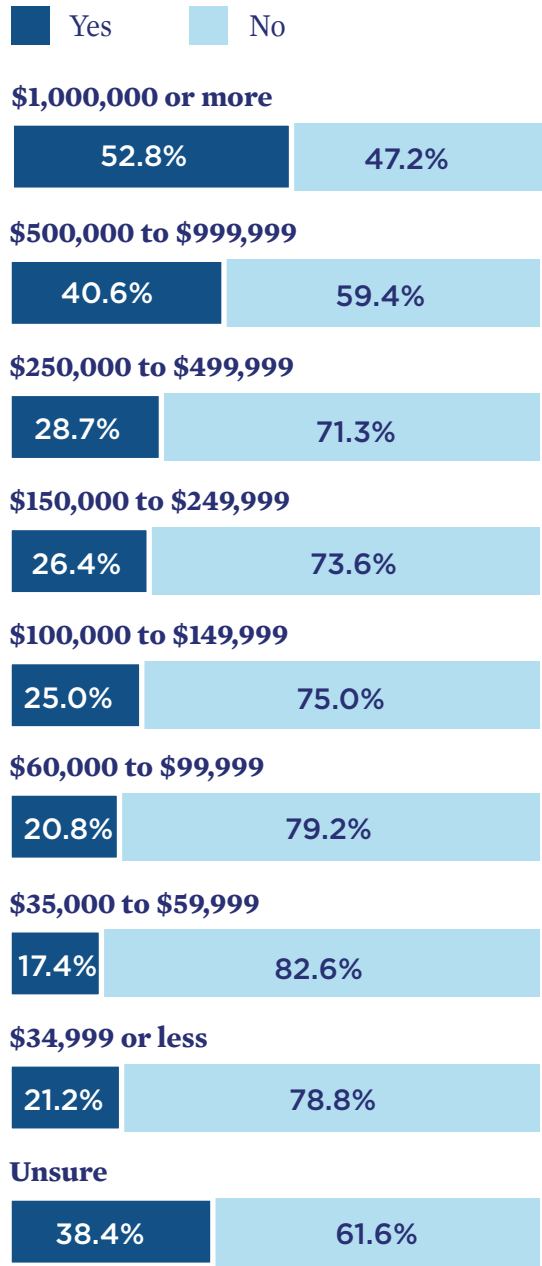 Yes No
$1,000,000 or more
52.8% 47.2%
$500,000 to $999,999
40.6% 59.4%
$250,000 to $499,999
28.7% 71.3%
$150,000 to $249,999
26.4% 73.6%
$100,000 to $149,999
25.0% 75.0%
$60,000 to $99,999
20.8% 79.2%
$35,000 to $59,999
17.4% 82.6%
$34,999 or less
21.2% 78.8%
Unsure
38.4% 61.6%